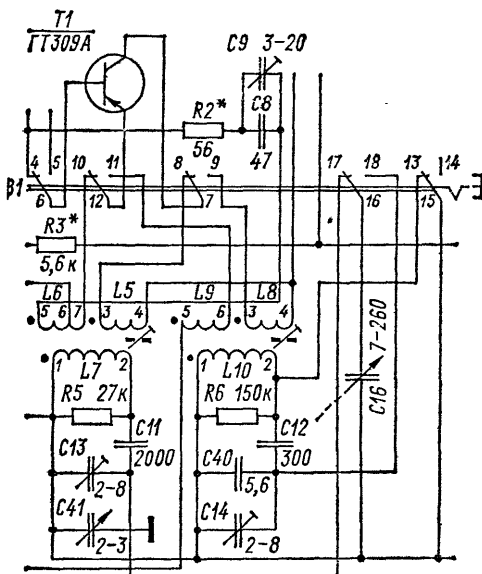 T1
ГТ309А
C9 3-20
R2*
C8
56
47
4 5 10 11 8 9 17 18 13 14
В1
6 12 7 16 15
R3*
5,6 к
L6 L5 L9 L8
5 6 7 3 4 5 6 3 4
1 L7 2 1 L10 2
7-260
C16
R5 27к R6 150к
C11 C12
C13 2000 C40 300
2-8 5,6
C41 C14
2-3 2-8